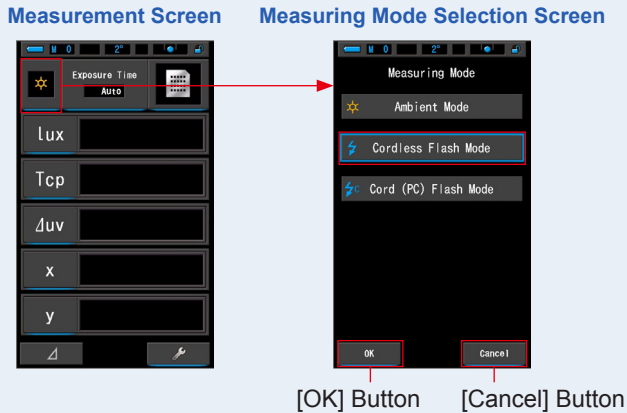 Measurement Screen
Measuring Mode Selection Screen
M 0 2°
Exposure Time
Auto
lux
Tcp
⊿uv
x
y
⊿
M 0 2°
Measuring Mode
Ambient Mode
Cordless Flash Mode
C Cord (PC) Flash Mode
OK
Cancel
[OK] Button
[Cancel] Button